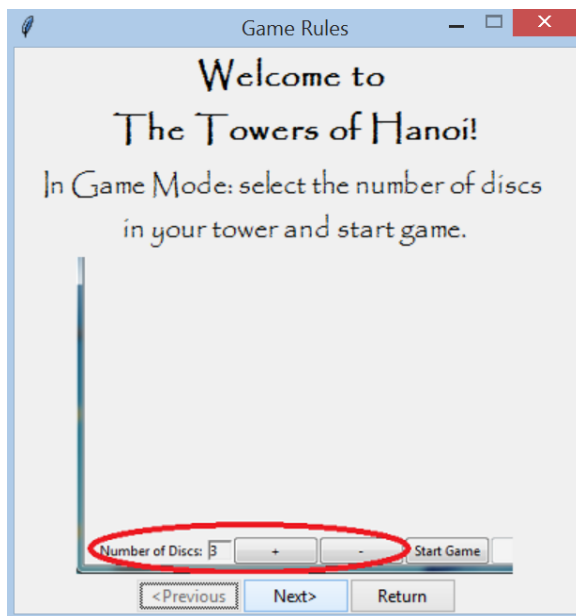 Game Rules
Welcome to
The Towers of Hanoi!
In Game Mode: select the number of discs
in your tower and start game.
Number of Discs: 3 + - Start Game
<Previous Next> Return